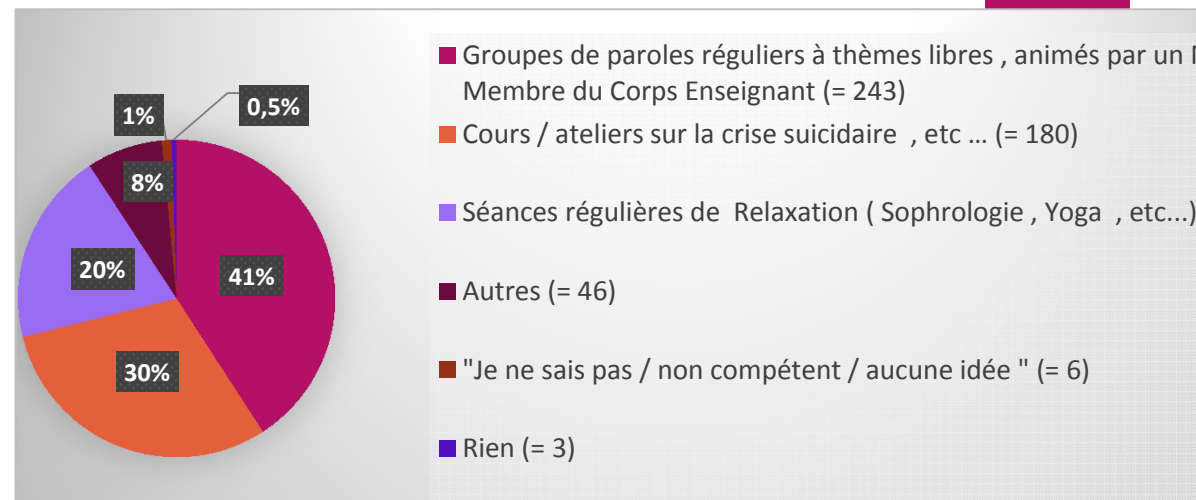 1%
0,5%
8%
20%
41%
30%
Groupes de paroles réguliers à thèmes libres , animés par un
Membre du Corps Enseignant (= 243)
Cours / ateliers sur la crise suicidaire , etc ... (= 180)
Séances régulières de Relaxation ( Sophrologie , Yoga , etc...)
Autres (= 46)
"Je ne sais pas / non compétent / aucune idée " (= 6)
Rien (= 3)